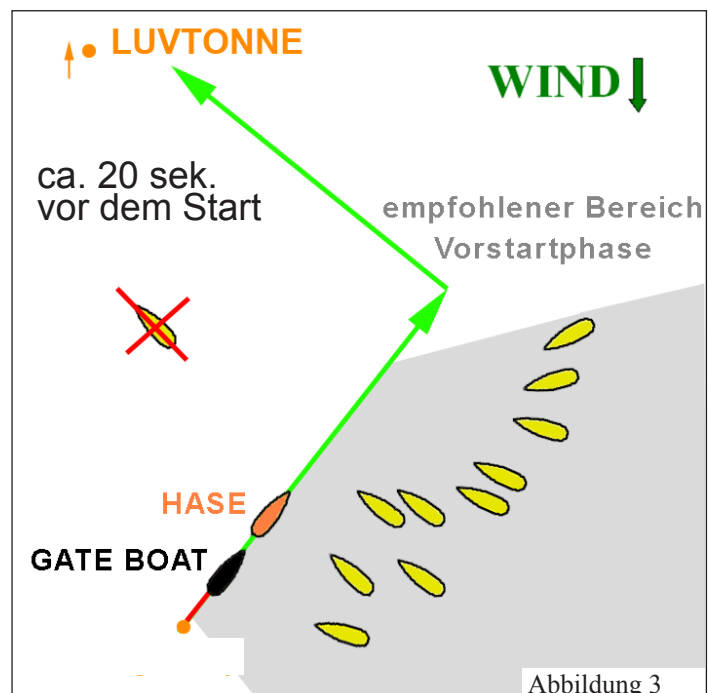 LUVTONNE
WIND
ca. 20 sek.
vor dem Start
empfohlener Bereich
Vorstartphase
HASE
GATE BOAT
Abbildung 3